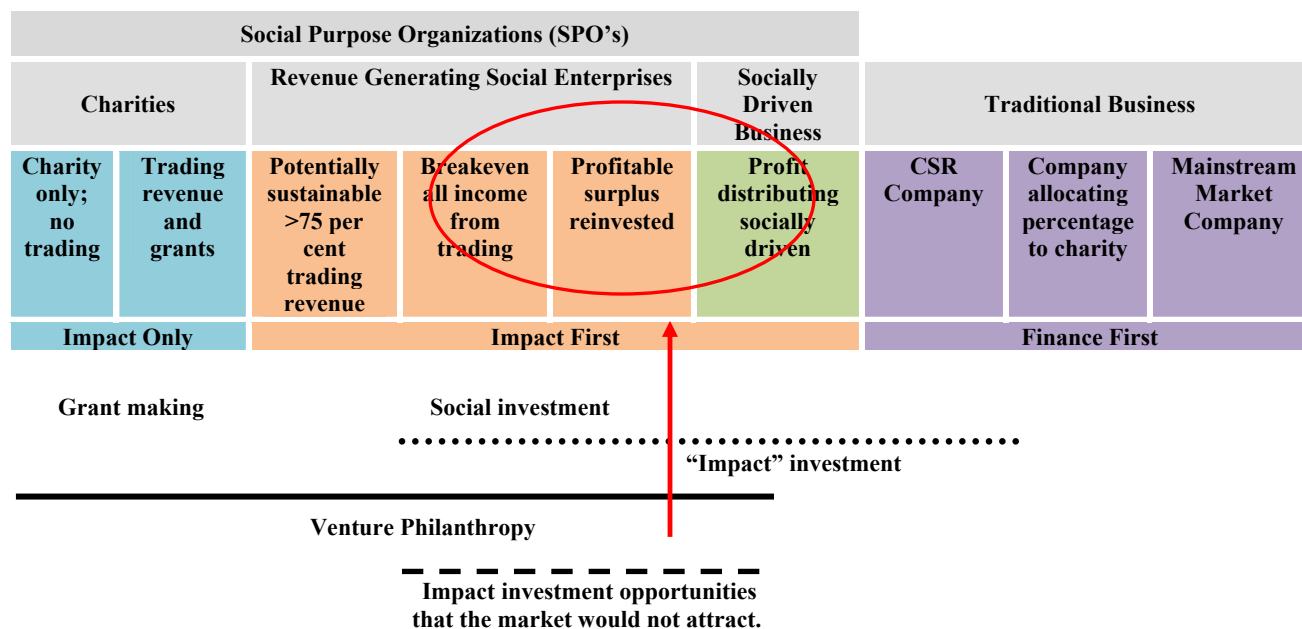 Social Purpose Organizations (SPO’s)
Charities
Revenue Generating Social Enterprises
Socially
Driven
Business
Traditional Business
Charity
only;
no
trading
Trading
revenue
and
grants
Potentially
sustainable
>75 per
cent
trading
revenue
Breakeven
all income
from
trading
Profitable
surplus
reinvested
Profit
distributing
socially
driven
CSR
Company
Company
allocating
percentage
to charity
Mainstream
Market
Company
Impact Only
Impact First
Finance First
Grant making
Social investment
“Impact” investment
Venture Philanthropy
Impact investment opportunities
that the market would not attract.